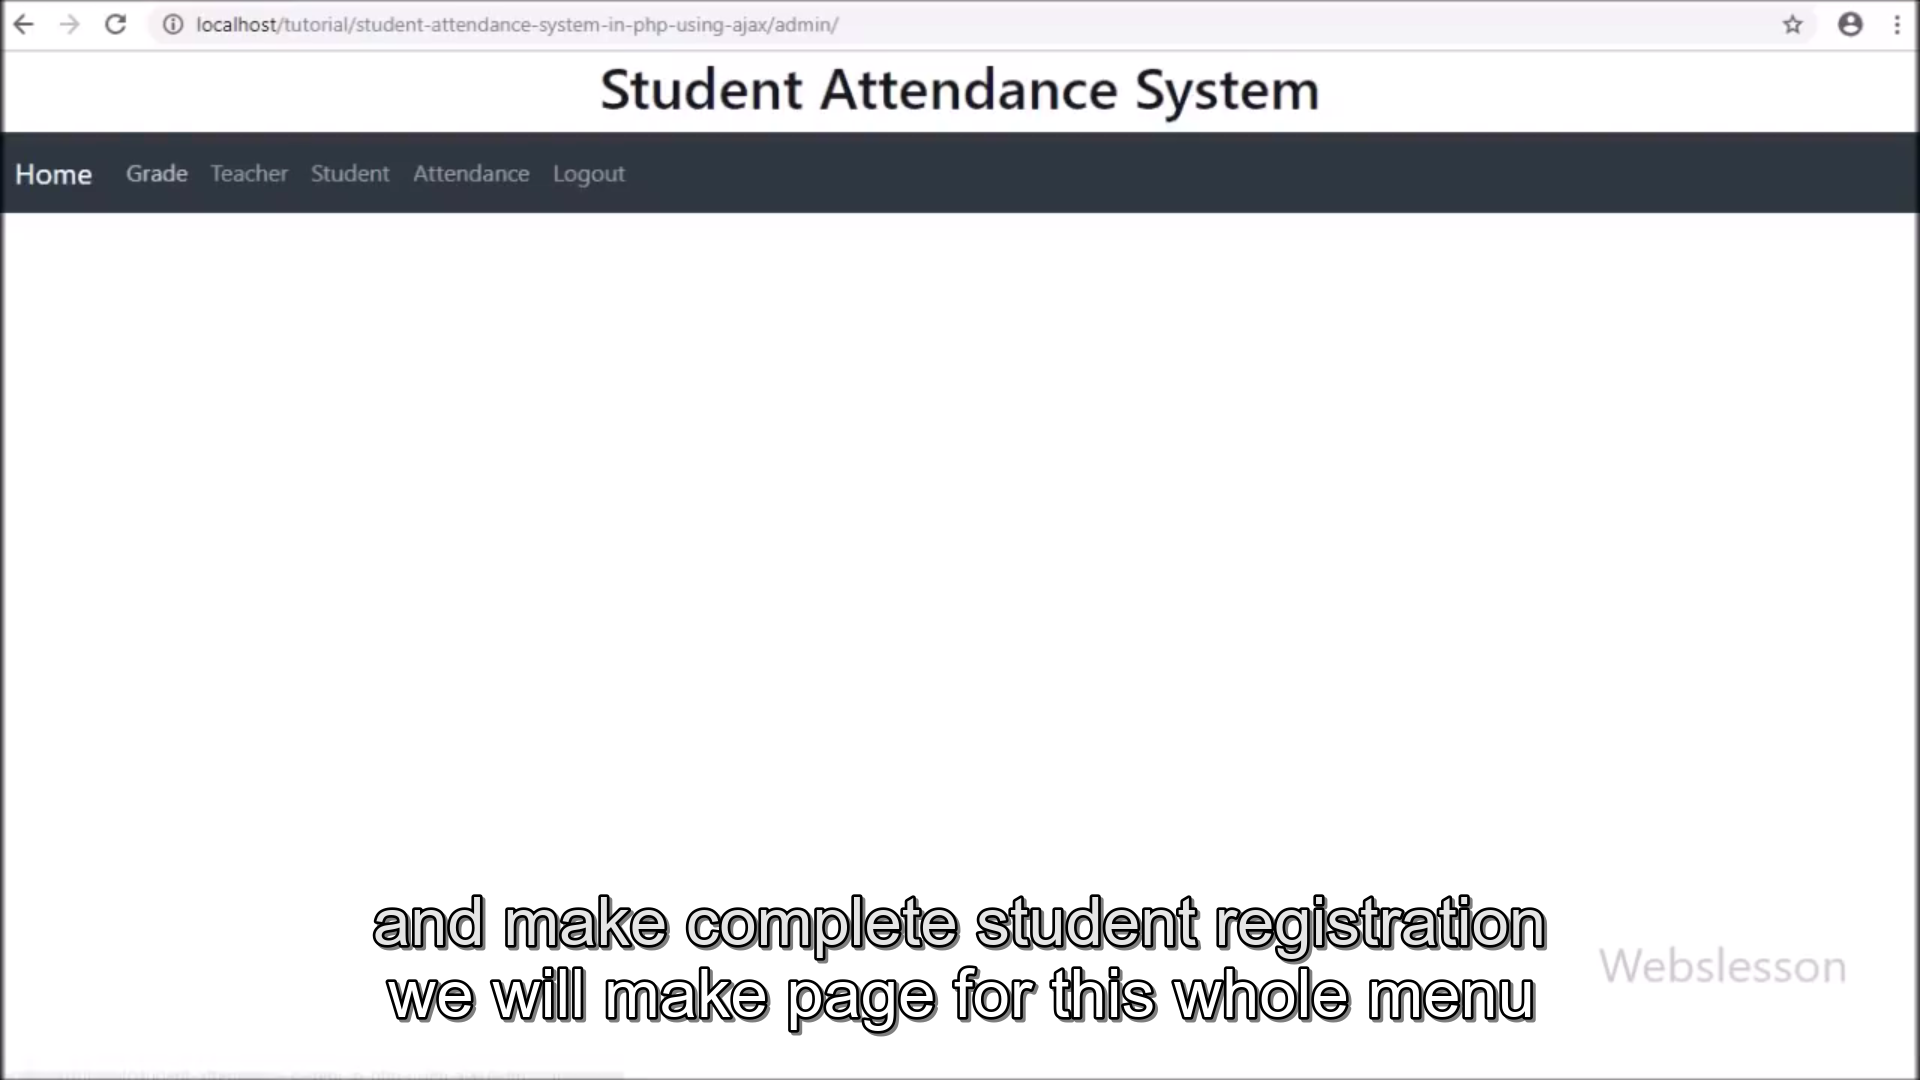 localhost/tutorial/student-attendance-system-in-php-using-ajax/admin/
Student Attendance System
Home Grade Teacher Student Attendance Logout
and make complete student registration
we will make page for this whole menu
Webslesson